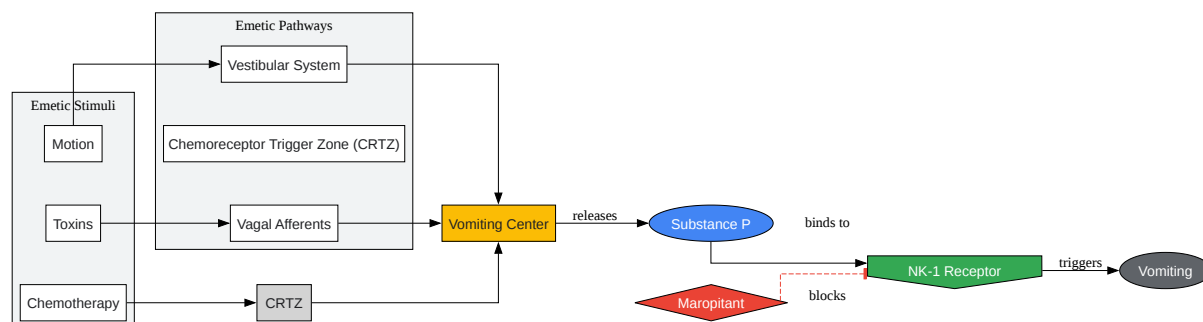 Emetic Pathways
Vestibular System
Emetic Stimuli
Motion
Chemoreceptor Trigger Zone (CRTZ)
Toxins
Vagal Afferents
Vomiting Center
releases
Substance P
binds to
NK-1 Receptor
triggers
Vomiting
Chemotherapy
CRTZ
Maropitant
blocks